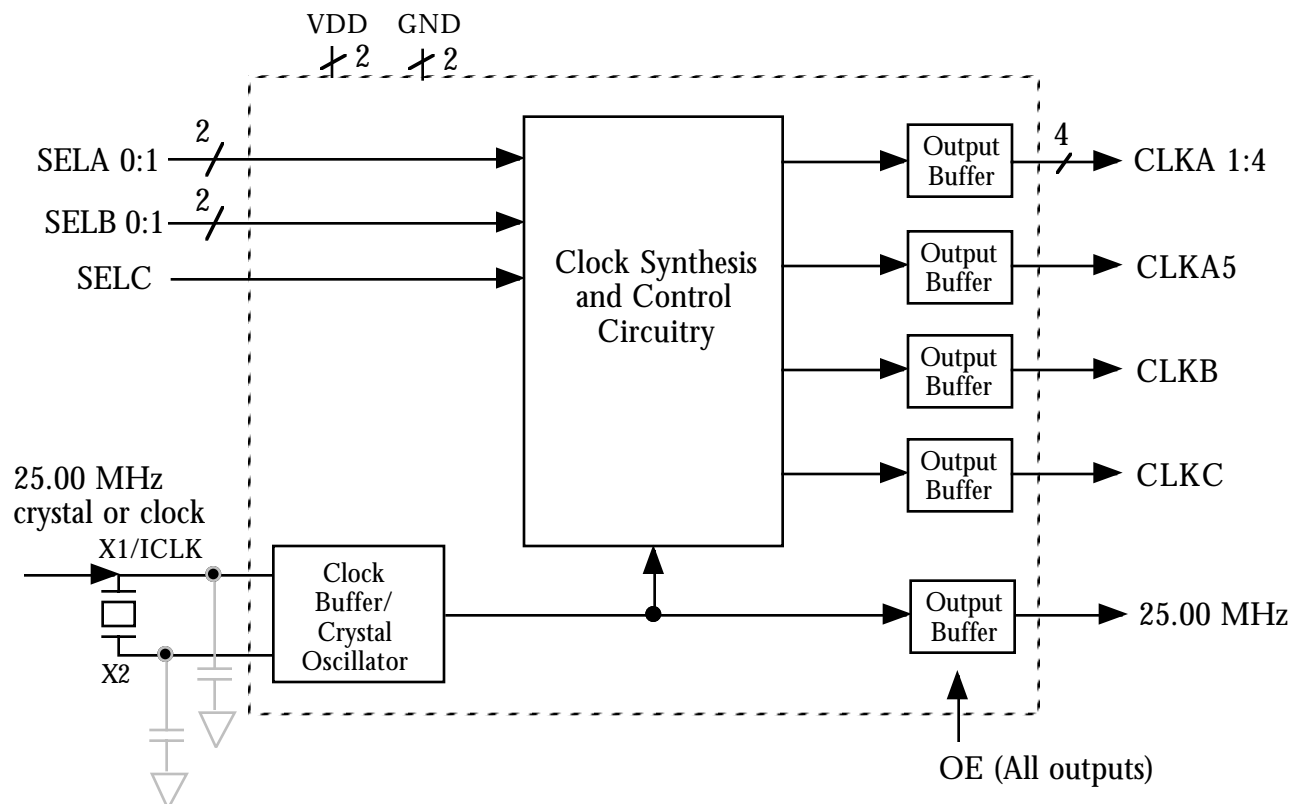 VDD
GND
2
2
SELA 0:1
2
SELB 0:1
2
SELC
Clock Synthesis
and Control
Circuitry
Output
Buffer
4
CLKA 1:4
Output
Buffer
CLKA5
Output
Buffer
CLKB
Output
Buffer
CLKC
25.00 MHz
crystal or clock
X1/ICLK
X2
Clock
Buffer/
Crystal
Oscillator
Output
Buffer
25.00 MHz
OE (All outputs)